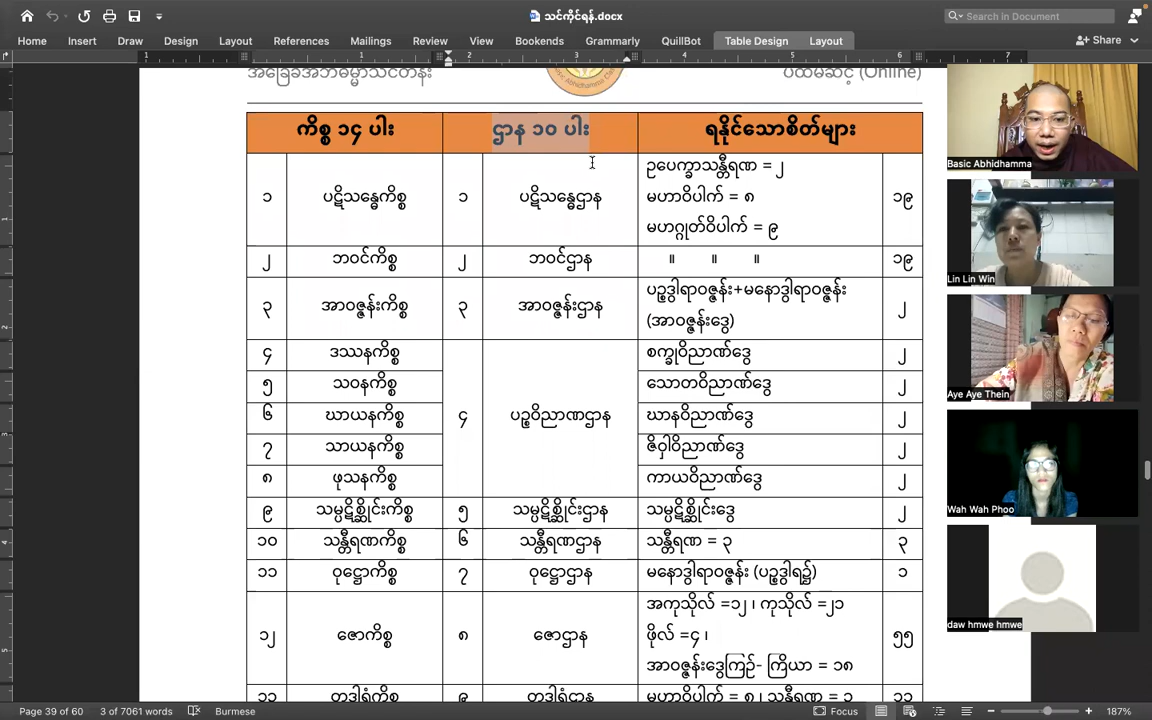 သင်ကိုင်ရန်.docx
Search in Document
Home Insert Draw Design Layout References Mailings Review View Bookends Grammarly QuillBot Table Design Layout Share
အခြေခံအဘိဓမ္မာသင်တန်း ပထမဆင့် (Online)
ကိစ္စ ၁၄ ပါး ဌာန ၁၀ ပါး ရနိုင်သောစိတ်များ
ဥပေက္ခာသန္တီရဏ =၂
၁ ပဋိသန္ဓေကိစ္စ ၁ ပဋိသန္ဓေဌာန မဟာဝိပါက် = ၈ ၁၉
မဟဂ္ဂုတ်ဝိပါက် = ၉
၂ ဘဝင်ကိစ္စ ၂ ဘဝင်ဌာန " " " ၁၉
ပဉ္စဒွါရာဝဇ္ဇန်း+မနောဒွါရာဝဇ္ဇန်း
၃ အာဝဇ္ဇန်းကိစ္စ ၃ အာဝဇ္ဇန်းဌာန ၂
(အာဝဇ္ဇန်းဒွေ)
၄ ဒဿနကိစ္စ စက္ခုဝိညာဏ်ဒွေ ၂
၅ သဝနကိစ္စ သောတဝိညာဏ်ဒွေ ၂
၆ ဃာယနကိစ္စ ၄ ပဉ္စဝိညာဏဌာန ဃာနဝိညာဏ်ဒွေ ၂
၇ သာယနကိစ္စ ဇိဝှါဝိညာဏ်ဒွေ ၂
၈ ဖုသနကိစ္စ ကာယဝိညာဏ်ဒွေ ၂
၉ သမ္ပဋိစ္ဆိုင်းကိစ္စ ၅ သမ္ပဋိစ္ဆိုင်းဌာန သမ္ပဋိစ္ဆိုင်းဒွေ ၂
၁၀ သန္တီရဏကိစ္စ ၆ သန္တီရဏဌာန သန္တီရဏ = ၃ ၃
၁၁ ဝုဋ္ဌောကိစ္စ ၇ ဝုဋ္ဌောဌာန မနောဒွါရာဝဇ္ဇန်း (ပဉ္စဒွါရ၌) ၁
အကုသိုလ် =၁၂ ၊ ကုသိုလ် =၂၁
၁၂ ဇောကိစ္စ ၈ ဇောဌာန ဖိုလ် =၄ ၊ ၅၅
အာဝဇ္ဇန်းဒွေကြဉ်- ကြိယာ = ၁၈
Basic Abhidhamma
Lin Lin Win
Aye Aye Thein
Wah Wah Phoo
daw hmwe hmwe
Page 39 of 60 3 of 7061 words Burmese Focus 187%